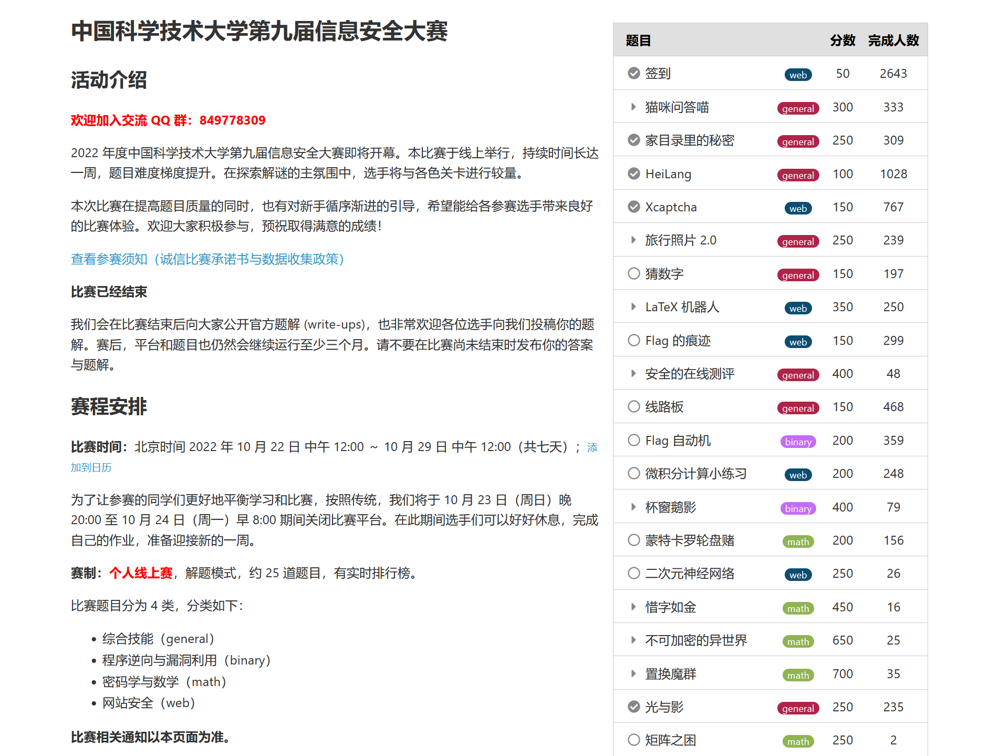 中国科学技术大学第九届信息安全大赛
活动介绍
欢迎加入交流 QQ 群：849778309
2022 年度中国科学技术大学第九届信息安全大赛即将开幕。本比赛于线上举行，持续时间长达
一周，题目难度梯度提升。在探索解谜的主氛围中，选手将与各色关卡进行较量。
本次比赛在提高题目质量的同时，也有对新手循序渐进的引导，希望能给各参赛选手带来良好
的比赛体验。欢迎大家积极参与，预祝取得满意的成绩！
查看参赛须知（诚信比赛承诺书与数据收集政策）
比赛已经结束
我们会在比赛结束后向大家公开官方题解 (write-ups)，也非常欢迎各位选手向我们投稿你的题
解。赛后，平台和题目也仍然会继续运行至少三个月。请不要在比赛尚未结束时发布你的答案
与题解。
赛程安排
比赛时间：北京时间 2022 年 10 月 22 日 中午 12:00 ～ 10 月 29 日 中午 12:00（共七天）；添
加到日历
为了让参赛的同学们更好地平衡学习和比赛，按照传统，我们将于 10 月 23 日（周日）晚
20:00 至 10 月 24 日（周一）早 8:00 期间关闭比赛平台。在此期间选手们可以好好休息，完成
自己的作业，准备迎接新的一周。
赛制：个人线上赛，解题模式，约 25 道题目，有实时排行榜。
比赛题目分为 4 类，分类如下：
• 综合技能（general）
• 程序逆向与漏洞利用（binary）
• 密码学与数学（math）
• 网站安全（web）
比赛相关通知以本页面为准。
题目 分数 完成人数
签到 web 50 2643
猫咪问答喵 general 300 333
家目录里的秘密 general 250 309
HeiLang general 100 1028
Xcaptcha web 150 767
旅行照片 2.0 general 250 239
猜数字 general 150 197
LaTeX 机器人 web 350 250
Flag 的痕迹 web 150 299
安全的在线测评 general 400 48
线路板 general 150 468
Flag 自动机 binary 200 359
微积分计算小练习 web 200 248
杯窗鹅影 binary 400 79
蒙特卡罗轮盘赌 math 200 156
二次元神经网络 web 250 26
惜字如金 math 450 16
不可加密的异世界 math 650 25
置换魔群 math 700 35
光与影 general 250 235
矩阵之困 math 250 2